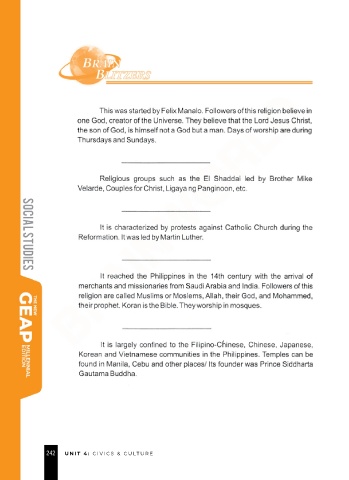 BRAIN
BATTERIES
This was started by Felix Manalo. Followers of this religion believe in
one God, creator of the Universe. They believe that the Lord Jesus Christ,
the son of God, is himself not a God but a man. Days of worship are during
Thursdays and Sundays.
Religious groups such as the El Shaddai led by Brother Mike
Velarde, Couples for Christ, Ligaya ng Panginoon, etc.
It is characterized by protests against Catholic Church during the
Reformation. It was led by Martin Luther.
It reached the Philippines in the 14th century with the arrival of
merchants and missionaries from Saudi Arabia and India. Followers of this
religion are called Muslims or Moslems, Allah, their God, and Mohammed,
their prophet. Koran is the Bible. They worship in mosques.
It is largely confined to the Filipino-Chinese, Chinese, Japanese,
Korean and Vietnamese communities in the Philippines. Temples can be
found in Manila, Cebu and other places/ Its founder was Prince Siddharta
Gautama Buddha.
SOCIAL STUDIES
THE NEW
GEAP
MILLENNIAL
EDITION
242 UNIT 4: CIVICS & CULTURE